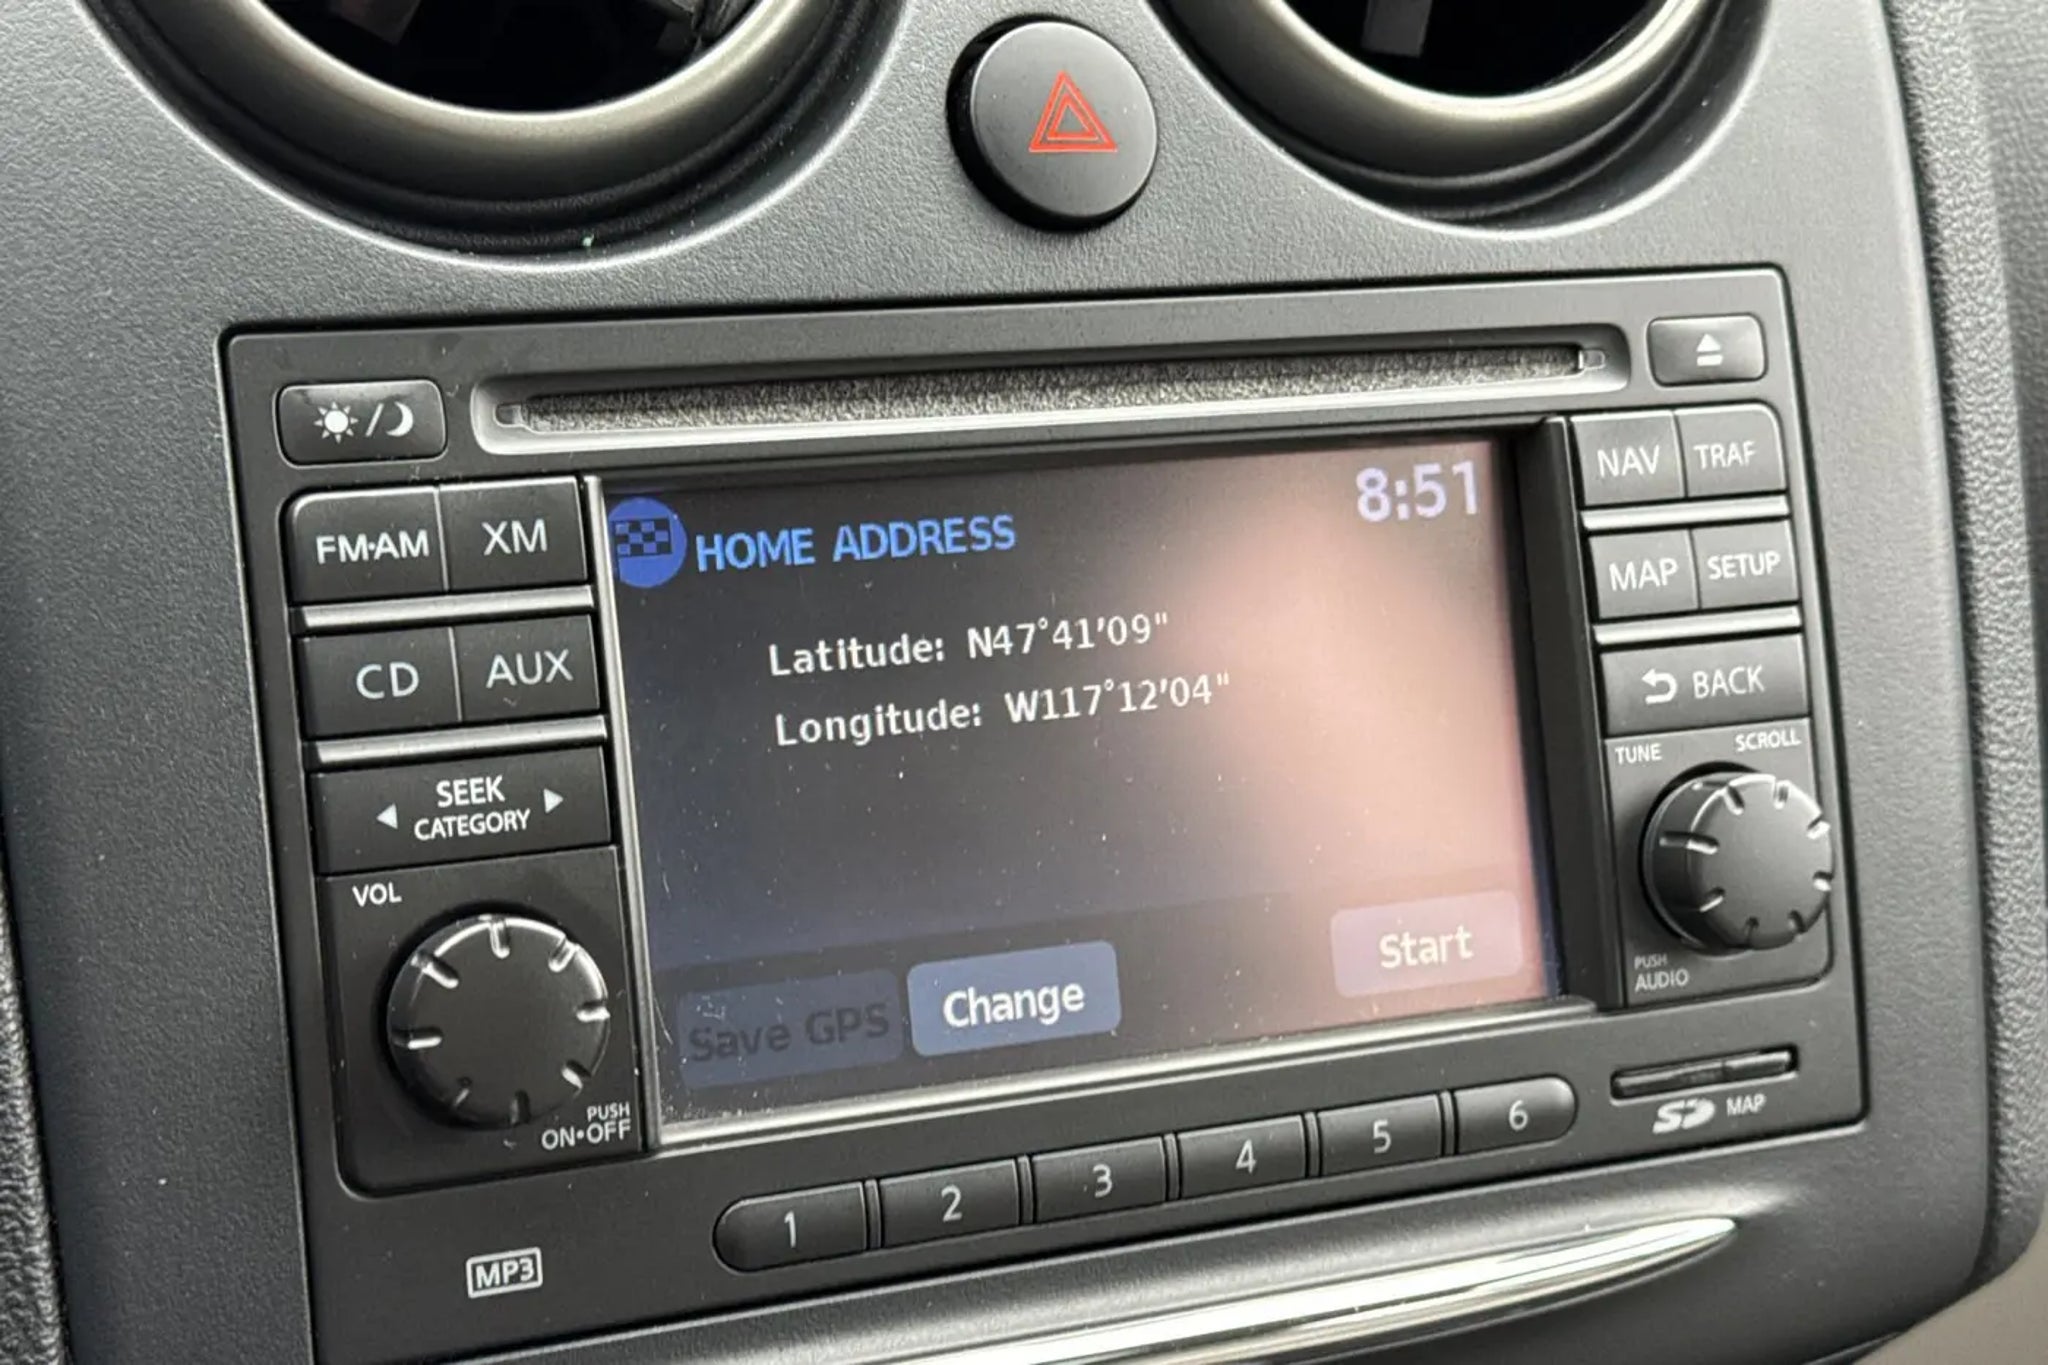 FM·AM
XM
CD
AUX
SEEK
CATEGORY
VOL
PUSH
ON•OFF
HOME ADDRESS
8:51
Latitude: N47°41'09"
Longitude: W117°12'04"
Save GPS
Change
Start
NAV
TRAF
MAP
SETUP
BACK
TUNE
SCROLL
PUSH
AUDIO
SD MAP
1
2
3
4
5
6
MP3